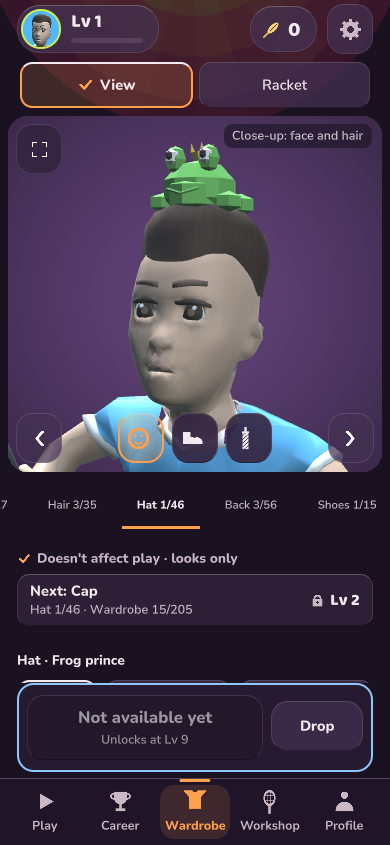 Lv 1
0
View
Racket
Close-up: face and hair
7
Hair 3/35
Hat 1/46
Back 3/56
Shoes 1/15
Doesn't affect play · looks only
Next: Cap
Hat 1/46 · Wardrobe 15/205
Lv 2
Hat · Frog prince
Not available yet
Unlocks at Lv 9
Drop
Play
Career
Wardrobe
Workshop
Profile